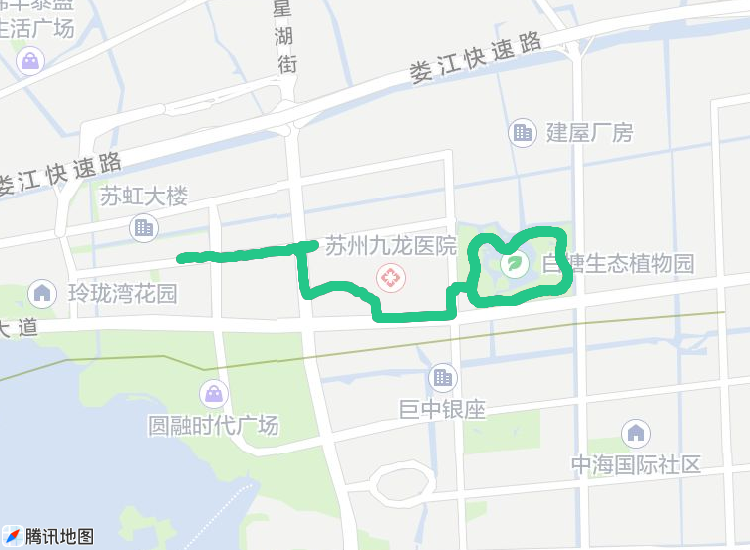 生活广场
星湖街
娄江快速路
建屋厂房
娄江快速路
苏虹大楼
苏州九龙医院
白塘生态植物园
玲珑湾花园
大道
巨中银座
圆融时代广场
中海国际社区
腾讯地图